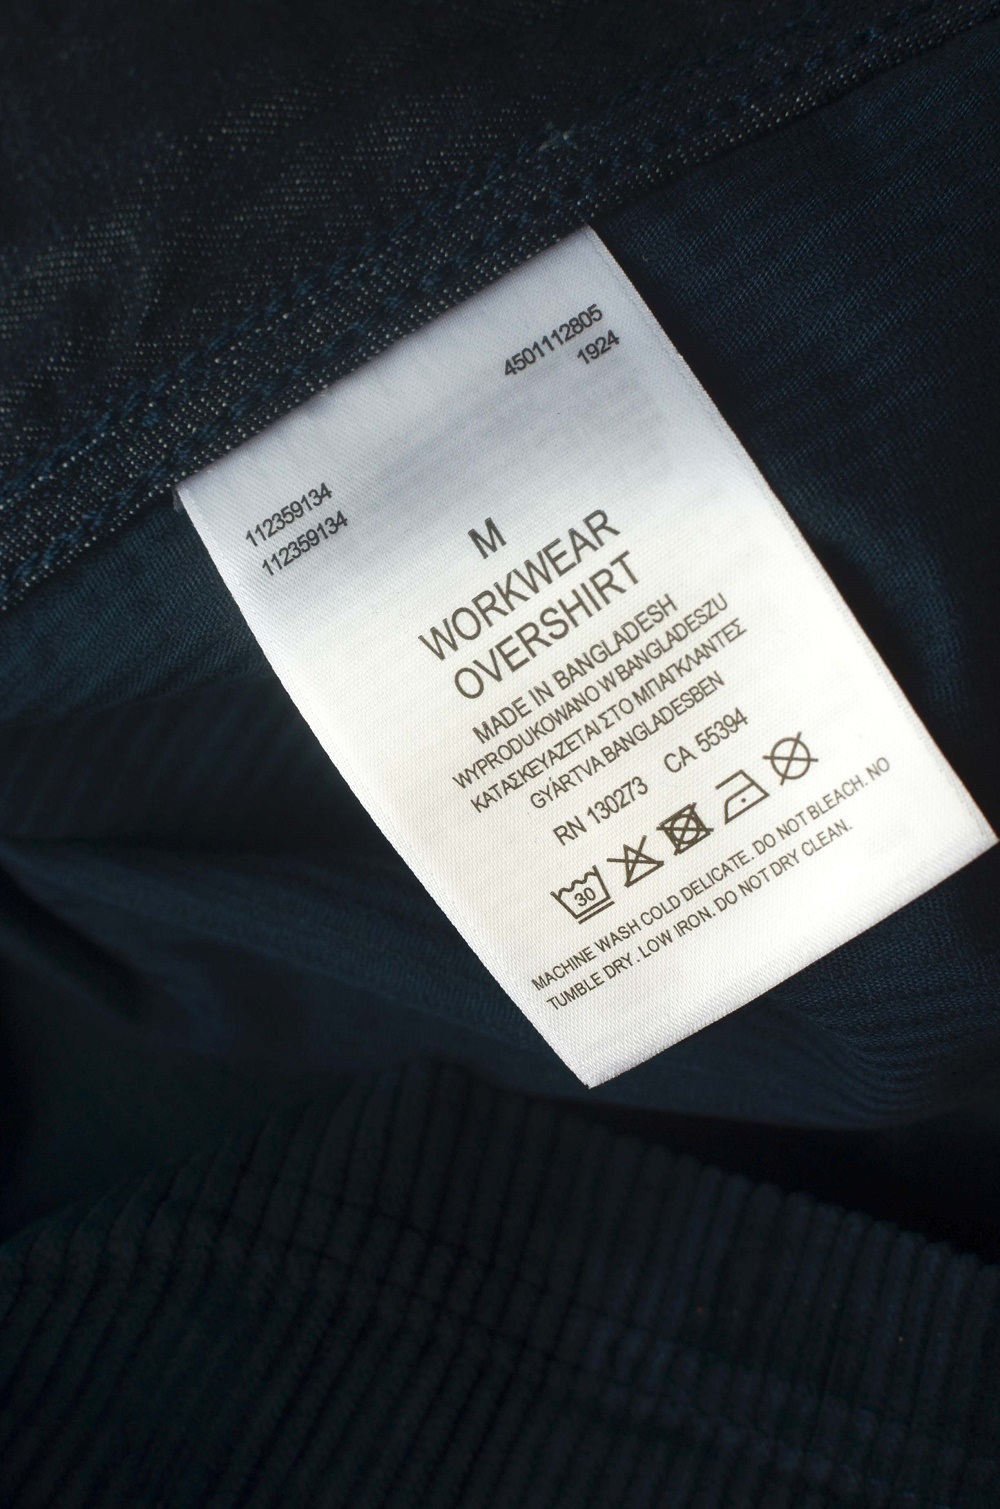 4501112805
1924
112359134
112359134
M
WORKWEAR
OVERSHIRT
MADE IN BANGLADESH
WYPRODUKOWANO W BANGLADESZU
ΚΑΤΑΣΚΕΥΑΖΕΤΑΙ ΣΤΟ ΜΠΑΓΚΛΑΝΤΕΣ
GYÁRTVA BANGLADESBEN
RN 130273 CA 55394
30
MACHINE WASH COLD DELICATE. DO NOT BLEACH. NO
TUMBLE DRY. LOW IRON. DO NOT DRY CLEAN.